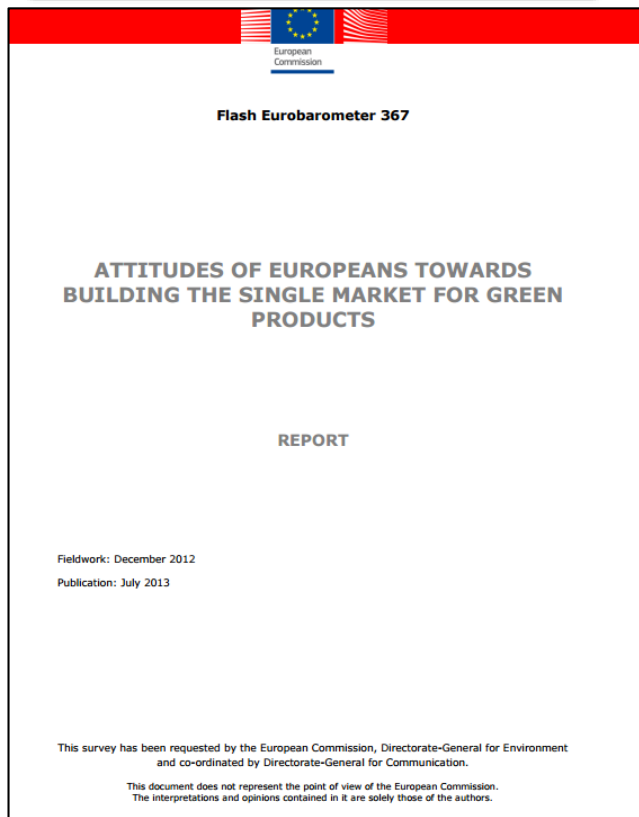 European
Commission
Flash Eurobarometer 367
ATTITUDES OF EUROPEANS TOWARDS
BUILDING THE SINGLE MARKET FOR GREEN
PRODUCTS
REPORT
Fieldwork: December 2012
Publication: July 2013
This survey has been requested by the European Commission, Directorate-General for Environment
and co-ordinated by Directorate-General for Communication.
This document does not represent the point of view of the European Commission.
The interpretations and opinions contained in it are solely those of the authors.